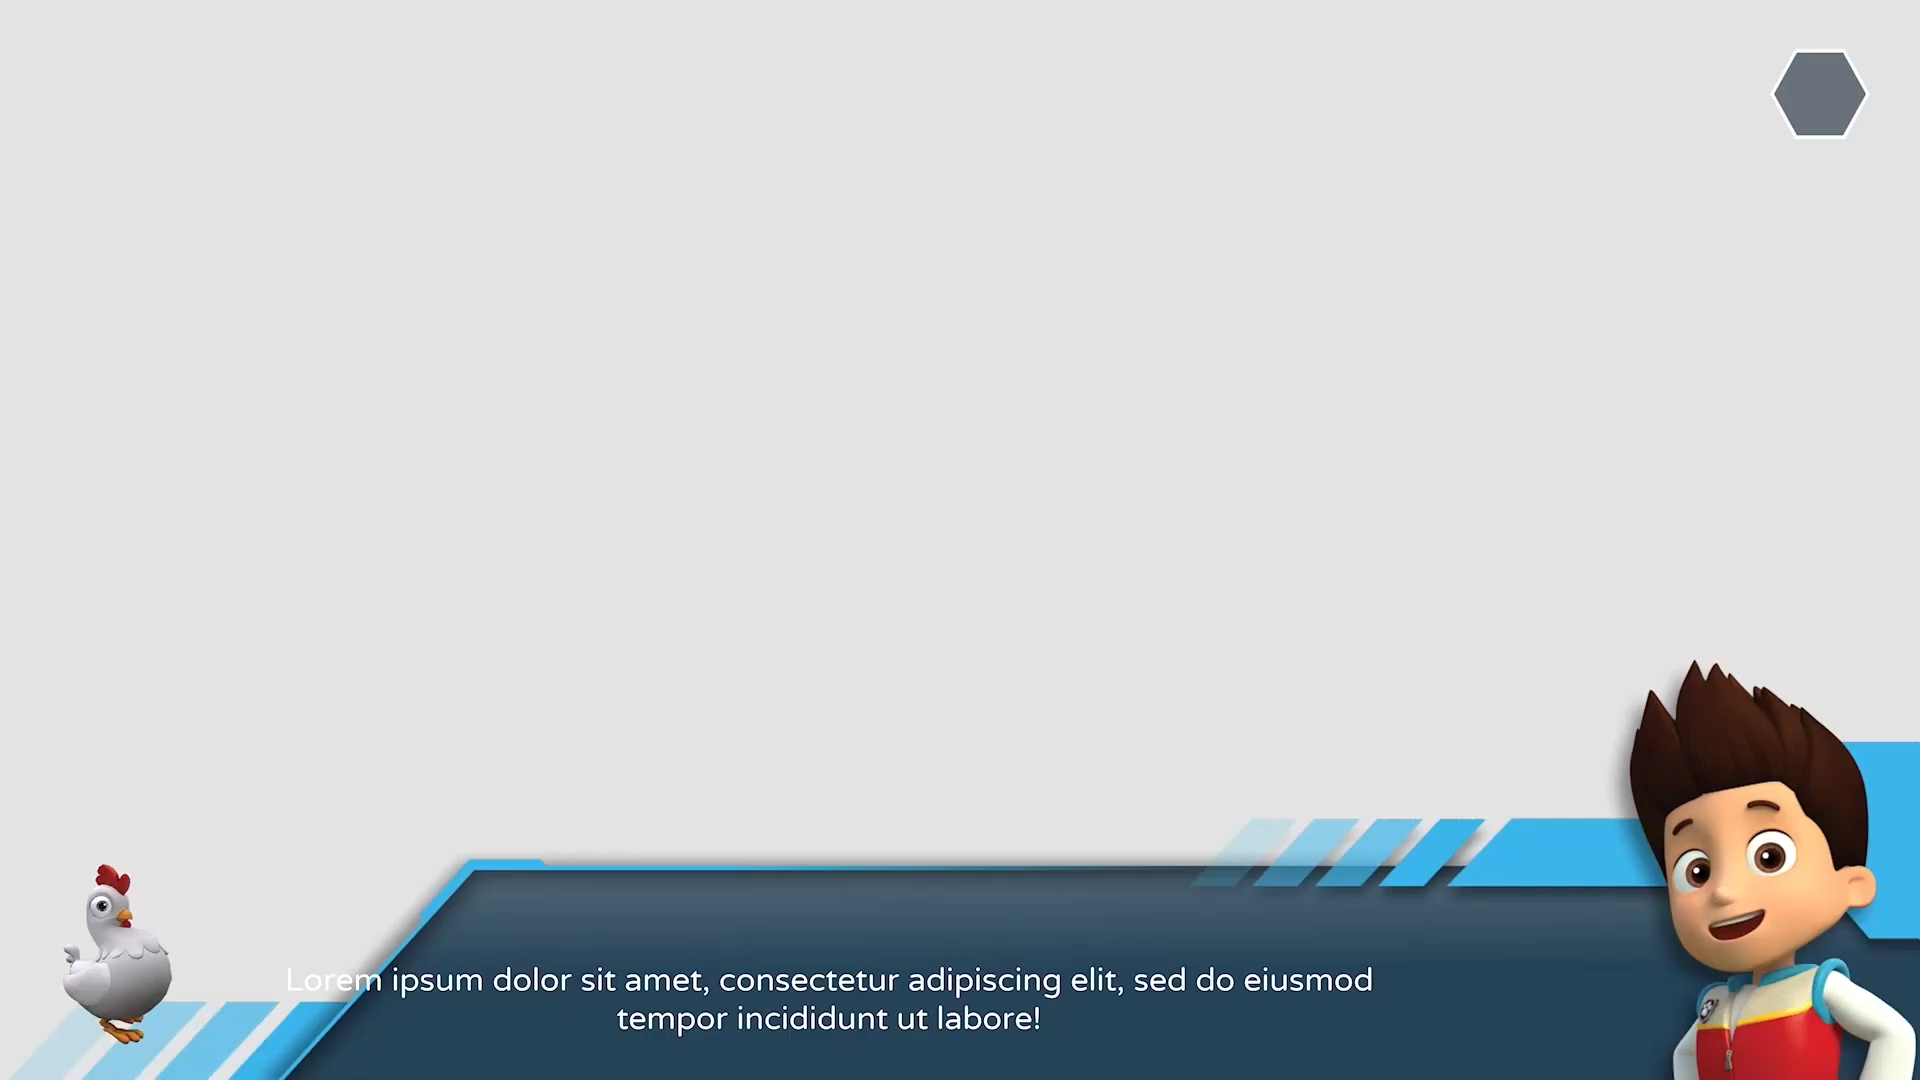 Lorem ipsum dolor sit amet, consectetur adipiscing elit, sed do eiusmod
tempor incididunt ut labore!